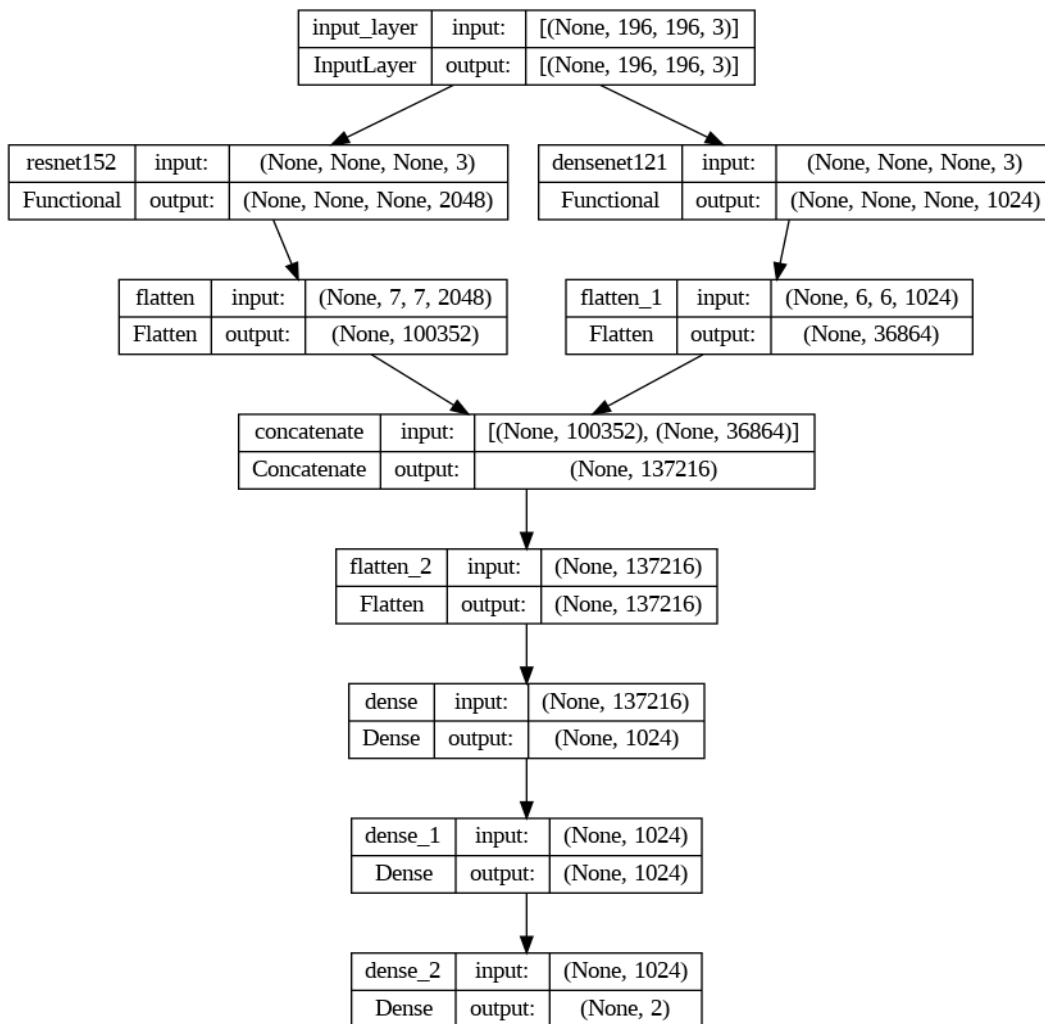 input_layer input: [(None, 196, 196, 3)]
InputLayer output: [(None, 196, 196, 3)]
resnet152 input: (None, None, None, 3)
Functional output: (None, None, None, 2048)
densenet121 input: (None, None, None, 3)
Functional output: (None, None, None, 1024)
flatten input: (None, 7, 7, 2048)
Flatten output: (None, 100352)
flatten_1 input: (None, 6, 6, 1024)
Flatten output: (None, 36864)
concatenate input: [(None, 100352), (None, 36864)]
Concatenate output: (None, 137216)
flatten_2 input: (None, 137216)
Flatten output: (None, 137216)
dense input: (None, 137216)
Dense output: (None, 1024)
dense_1 input: (None, 1024)
Dense output: (None, 1024)
dense_2 input: (None, 1024)
Dense output: (None, 2)